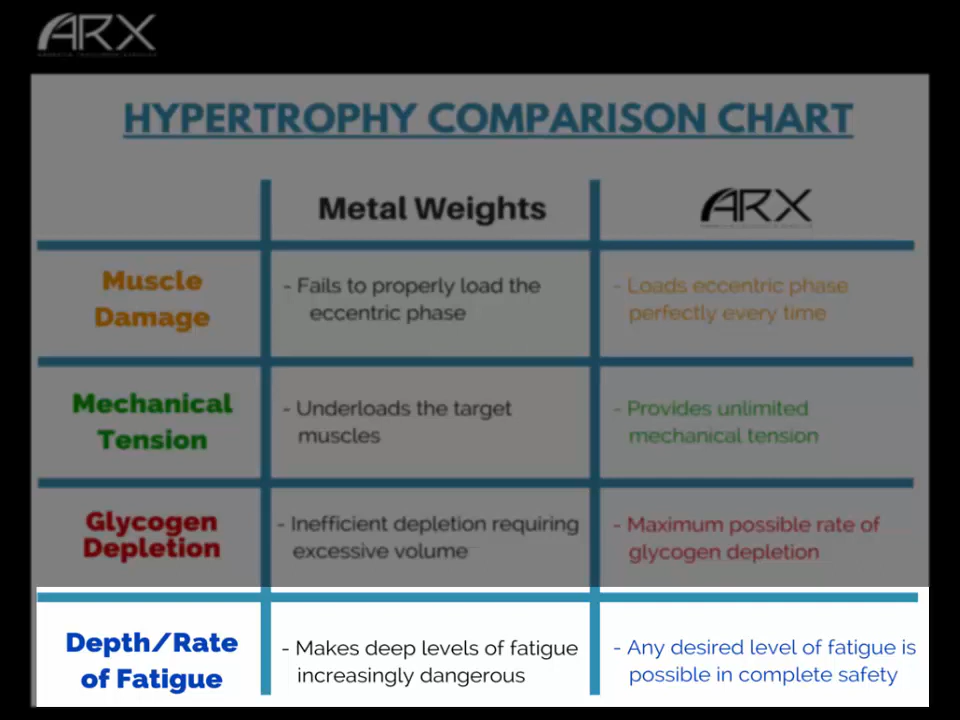 ARX
HYPERTROPHY COMPARISON CHART
Metal Weights
ARX
Muscle
Damage
- Fails to properly load the
eccentric phase
- Loads eccentric phase
perfectly every time
Mechanical
Tension
- Underloads the target
muscles
- Provides unlimited
mechanical tension
Glycogen
Depletion
- Inefficient depletion requiring
excessive volume
- Maximum possible rate of
glycogen depletion
Depth/Rate
of Fatigue
- Makes deep levels of fatigue
increasingly dangerous
- Any desired level of fatigue is
possible in complete safety